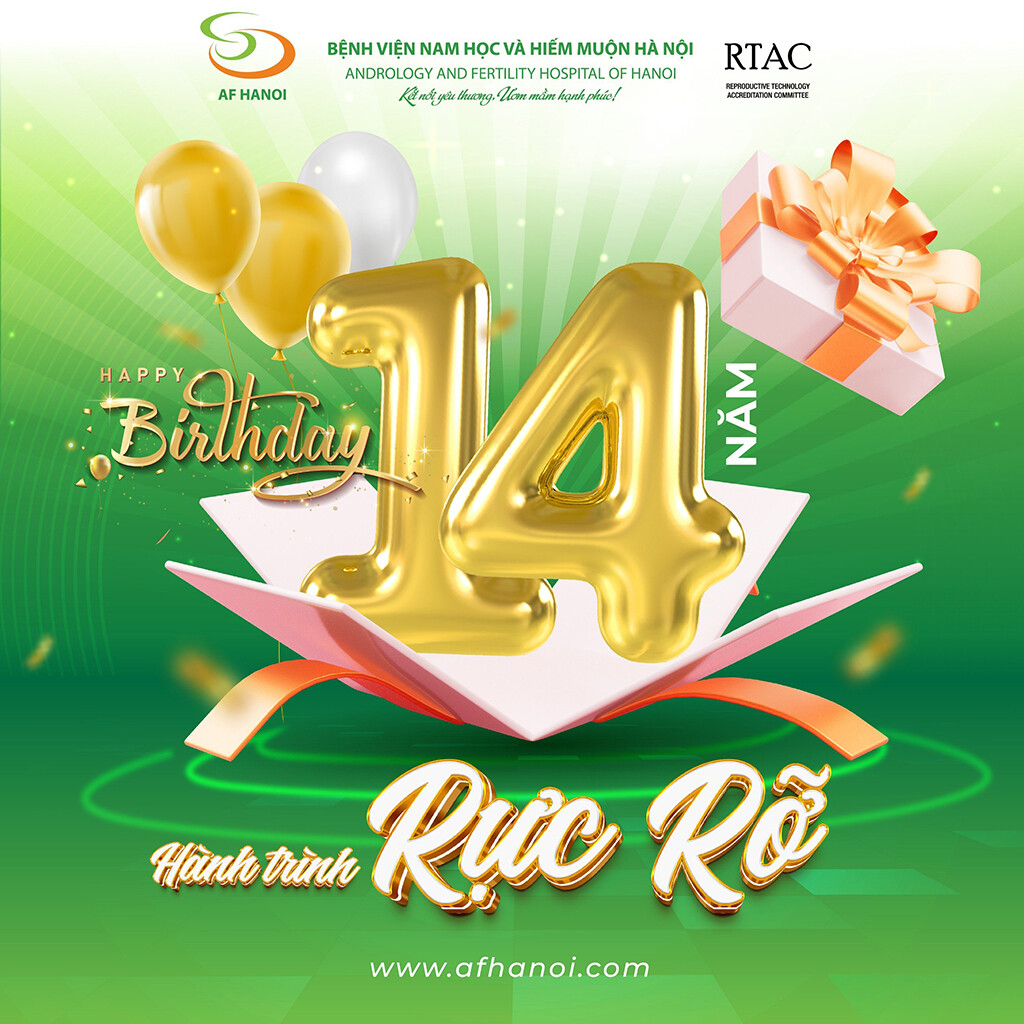 AF HANOI
BỆNH VIỆN NAM HỌC VÀ HIẾM MUỘN HÀ NỘI
ANDROLOGY AND FERTILITY HOSPITAL OF HANOI
Kết nối yêu thương, Ươm mầm hạnh phúc!
RTAC
REPRODUCTIVE TECHNOLOGY
ACCREDITATION COMMITTEE
HAPPY
Birthday
14
NĂM
Hành trình Rực Rỡ
www.afhanoi.com